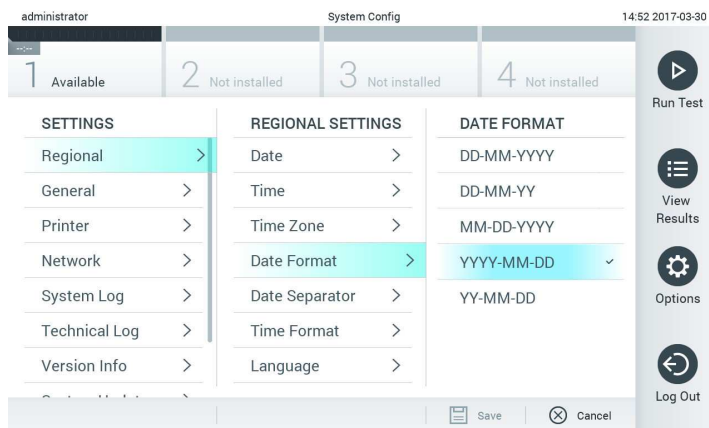 administrator
System Config
14:52 2017-03-30
--:--
1 Available
2 Not installed
3 Not installed
4 Not installed
Run Test
View
Results
Options
Log Out
SETTINGS
Regional
General
Printer
Network
System Log
Technical Log
Version Info
REGIONAL SETTINGS
Date
Time
Time Zone
Date Format
Date Separator
Time Format
Language
DATE FORMAT
DD-MM-YYYY
DD-MM-YY
MM-DD-YYYY
YYYY-MM-DD
YY-MM-DD
Save
Cancel